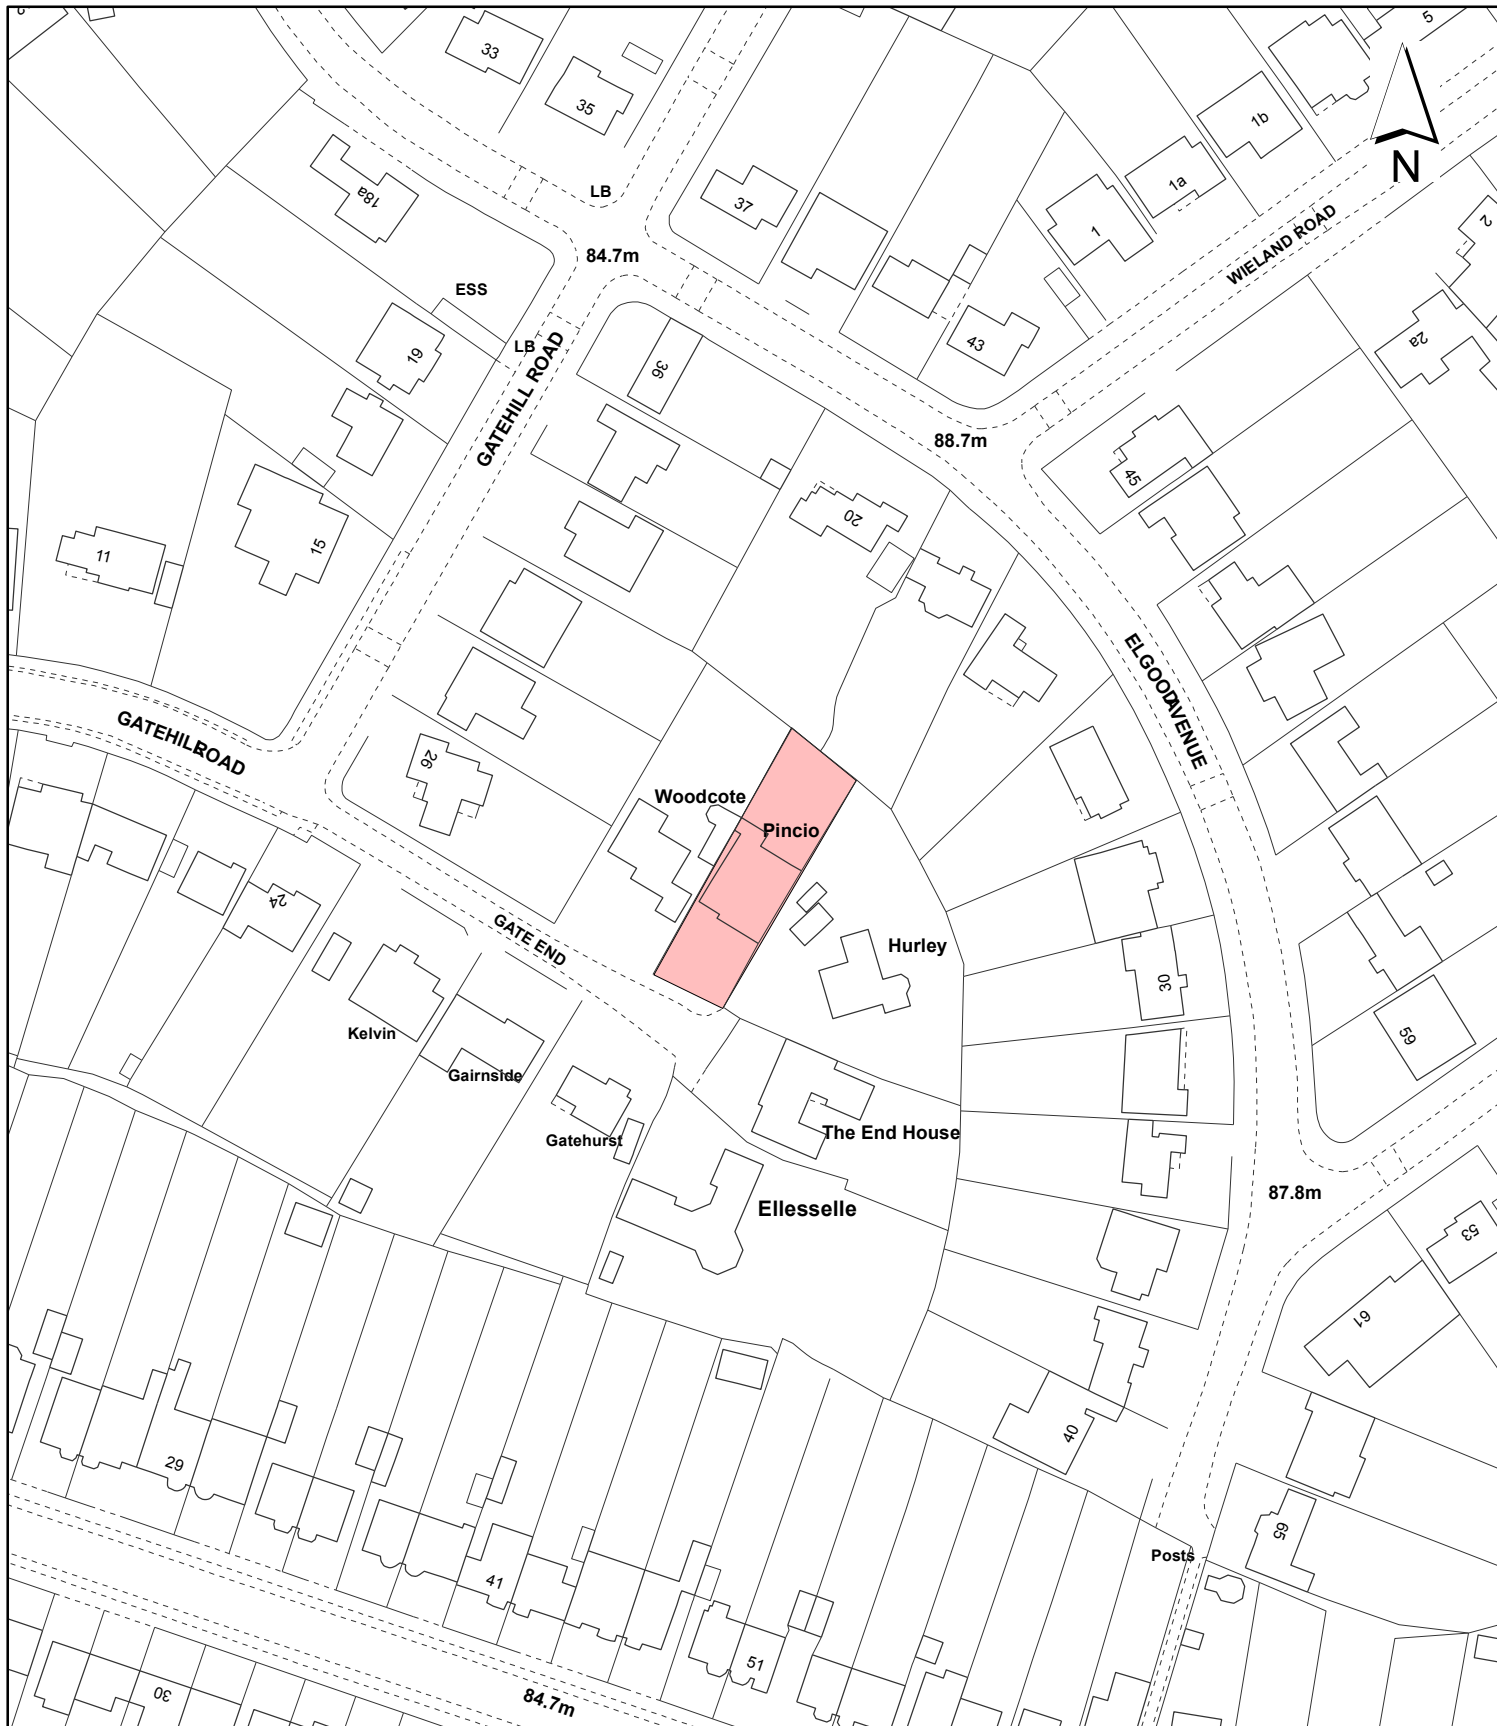 5
33
35
1b
N
18a
LB
37
1a
1
2
WIELAND ROAD
84.7m
ESS
LB
19
GATEHILL ROAD
36
43
2a
88.7m
45
20
11
15
ELGOOD AVENUE
GATEHILL ROAD
26
Woodcote
Pincio
24
GATE END
Hurley
30
Kelvin
59
Gairnside
Gatehurst
The End House
87.8m
Ellesselle
53
61
40
29
65
Posts
41
51
30
84.7m